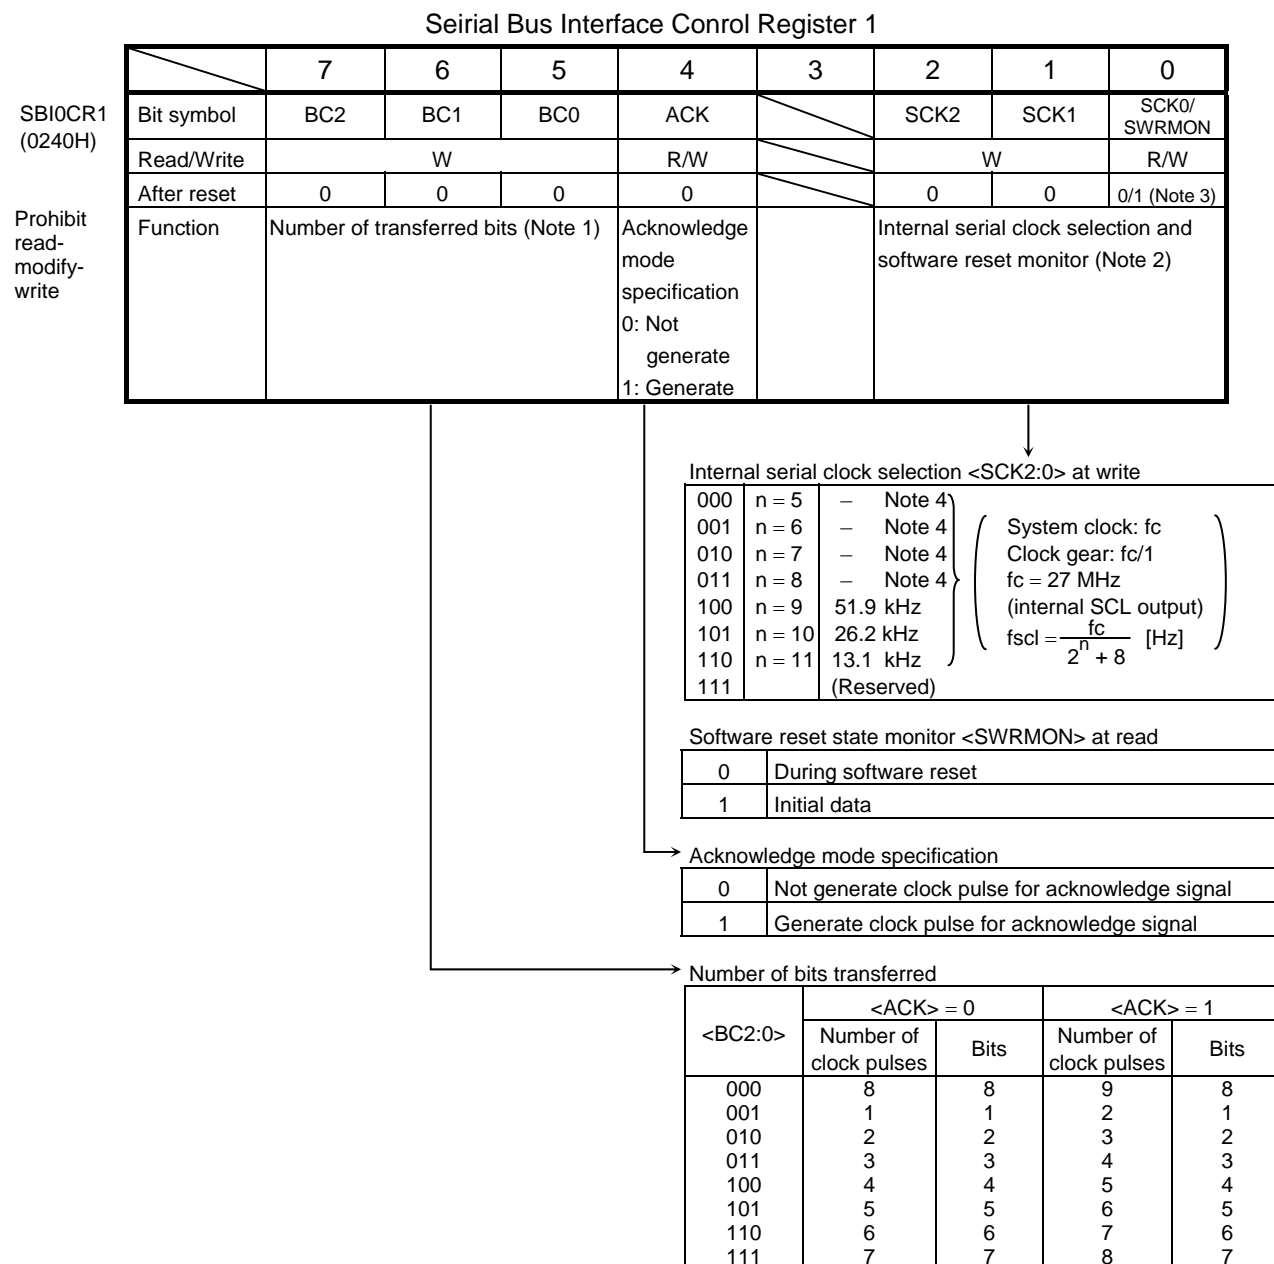 Seirial Bus Interface Conrol Register 1
7 6 5 4 3 2 1 0
SBI0CR1
(0240H)
Bit symbol BC2 BC1 BC0 ACK SCK2 SCK1 SCK0/
SWRMON
Read/Write W R/W W R/W
After reset 0 0 0 0 0 0 0/1 (Note 3)
Prohibit
read-
modify-
write
Function
Number of transferred bits (Note 1)
Acknowledge
mode
specification
0: Not
generate
1: Generate
Internal serial clock selection and
software reset monitor (Note 2)
Internal serial clock selection <SCK2:0> at write
000 n = 5 – Note 4
001 n = 6 – Note 4
010 n = 7 – Note 4
011 n = 8 – Note 4
100 n = 9 51.9 kHz
101 n = 10 26.2 kHz
110 n = 11 13.1 kHz
111 (Reserved)
System clock: fc
Clock gear: fc/1
fc = 27 MHz
(internal SCL output)
fscl = fc / 2^n + 8 [Hz]
Software reset state monitor <SWRMON> at read
0 During software reset
1 Initial data
Acknowledge mode specification
0 Not generate clock pulse for acknowledge signal
1 Generate clock pulse for acknowledge signal
Number of bits transferred
<BC2:0> <ACK> = 0 <ACK> = 1
Number of
clock pulses
Bits
Number of
clock pulses
Bits
000 8 8 9 8
001 1 1 2 1
010 2 2 3 2
011 3 3 4 3
100 4 4 5 4
101 5 5 6 5
110 6 6 7 6
111 7 7 8 7